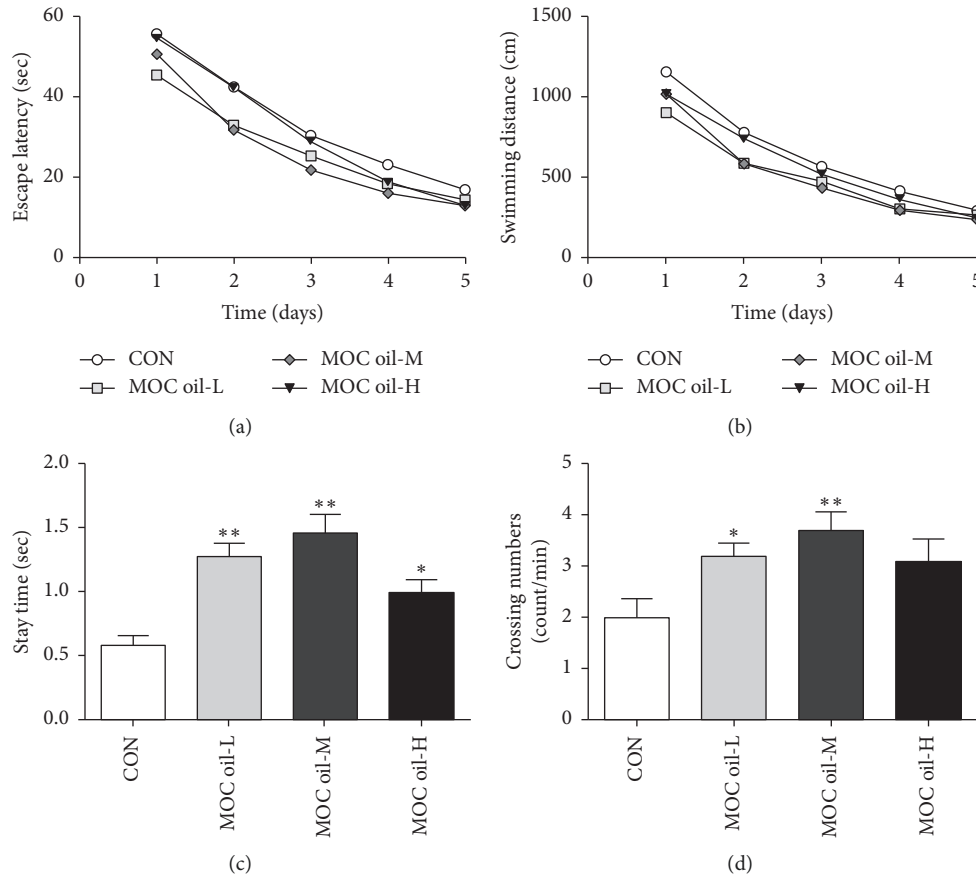 60
40
20
0
Escape latency (sec)
0 1 2 3 4 5
Time (days)
CON
MOC oil-L
MOC oil-M
MOC oil-H
(a)
1500
1000
500
0
Swimming distance (cm)
0 1 2 3 4 5
Time (days)
CON
MOC oil-L
MOC oil-M
MOC oil-H
(b)
2.0
1.5
1.0
0.5
0.0
Stay time (sec)
**
**
*
CON
MOC oil-L
MOC oil-M
MOC oil-H
(c)
5
4
3
2
1
0
Crossing numbers
(count/min)
*
**
CON
MOC oil-L
MOC oil-M
MOC oil-H
(d)